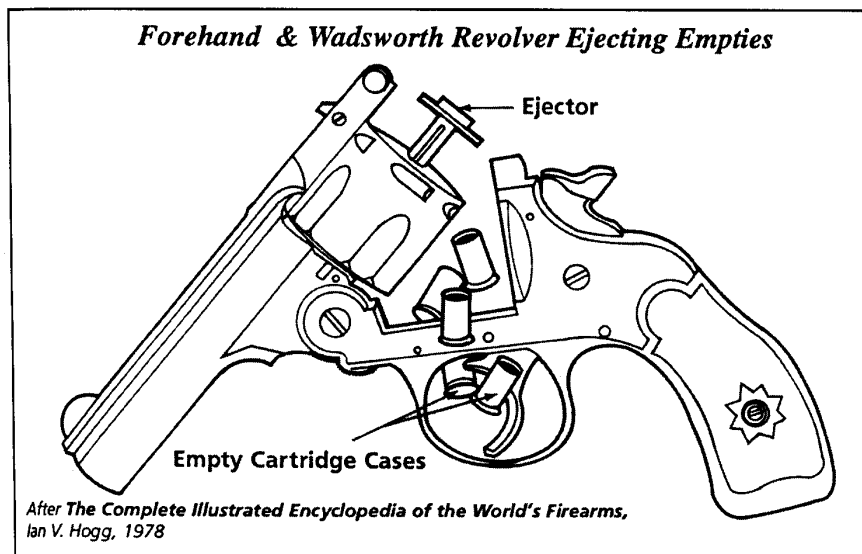 Forehand & Wadsworth Revolver Ejecting Empties
Ejector
Empty Cartridge Cases
After The Complete Illustrated Encyclopedia of the World's Firearms,
Ian V. Hogg, 1978